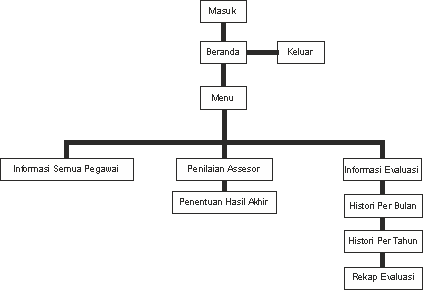 Masuk
Beranda
Keluar
Menu
Informasi Semua Pegawai
Penilaian Assesor
Informasi Evaluasi
Penentuan Hasil Akhir
Histori Per Bulan
Histori Per Tahun
Rekap Evaluasi